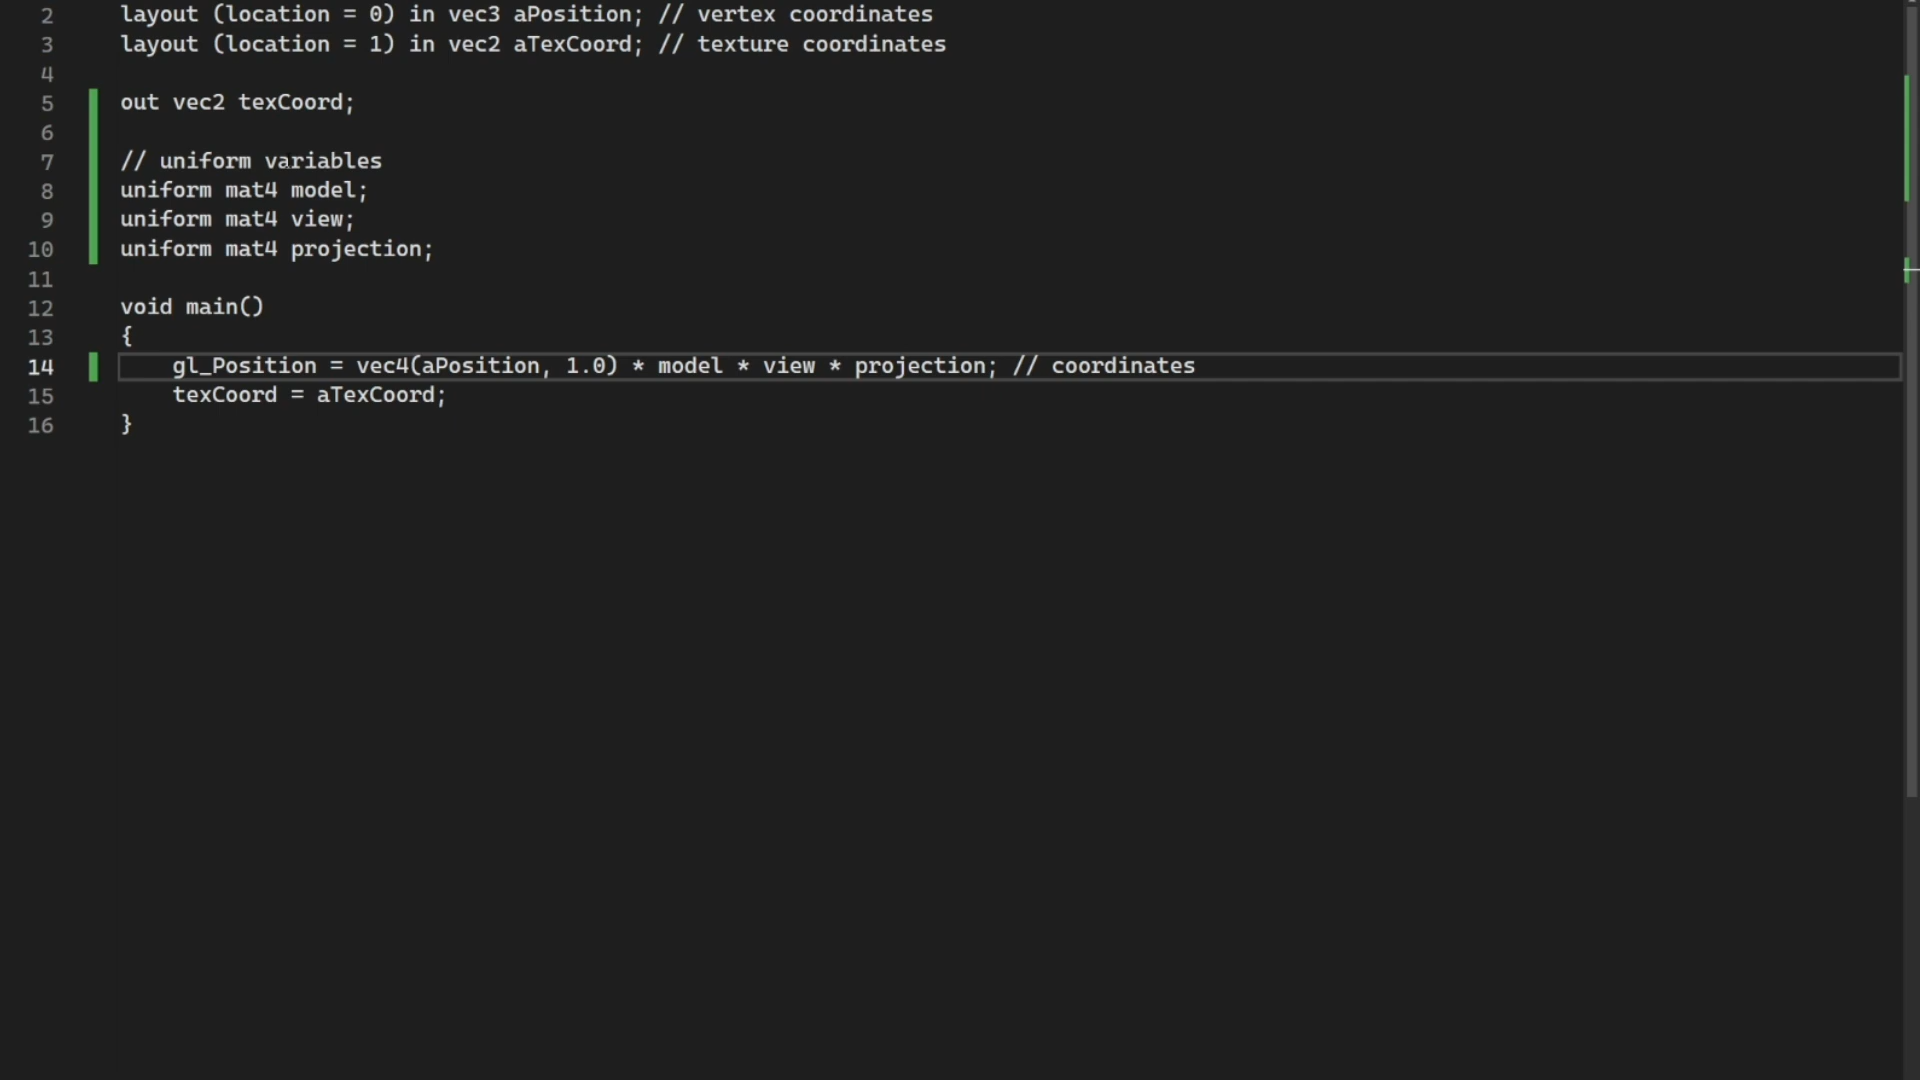 2 layout (location = 0) in vec3 aPosition; // vertex coordinates
3 layout (location = 1) in vec2 aTexCoord; // texture coordinates
4
5 out vec2 texCoord;
6
7 // uniform variables
8 uniform mat4 model;
9 uniform mat4 view;
10 uniform mat4 projection;
11
12 void main()
13 {
14     gl_Position = vec4(aPosition, 1.0) * model * view * projection; // coordinates
15     texCoord = aTexCoord;
16 }